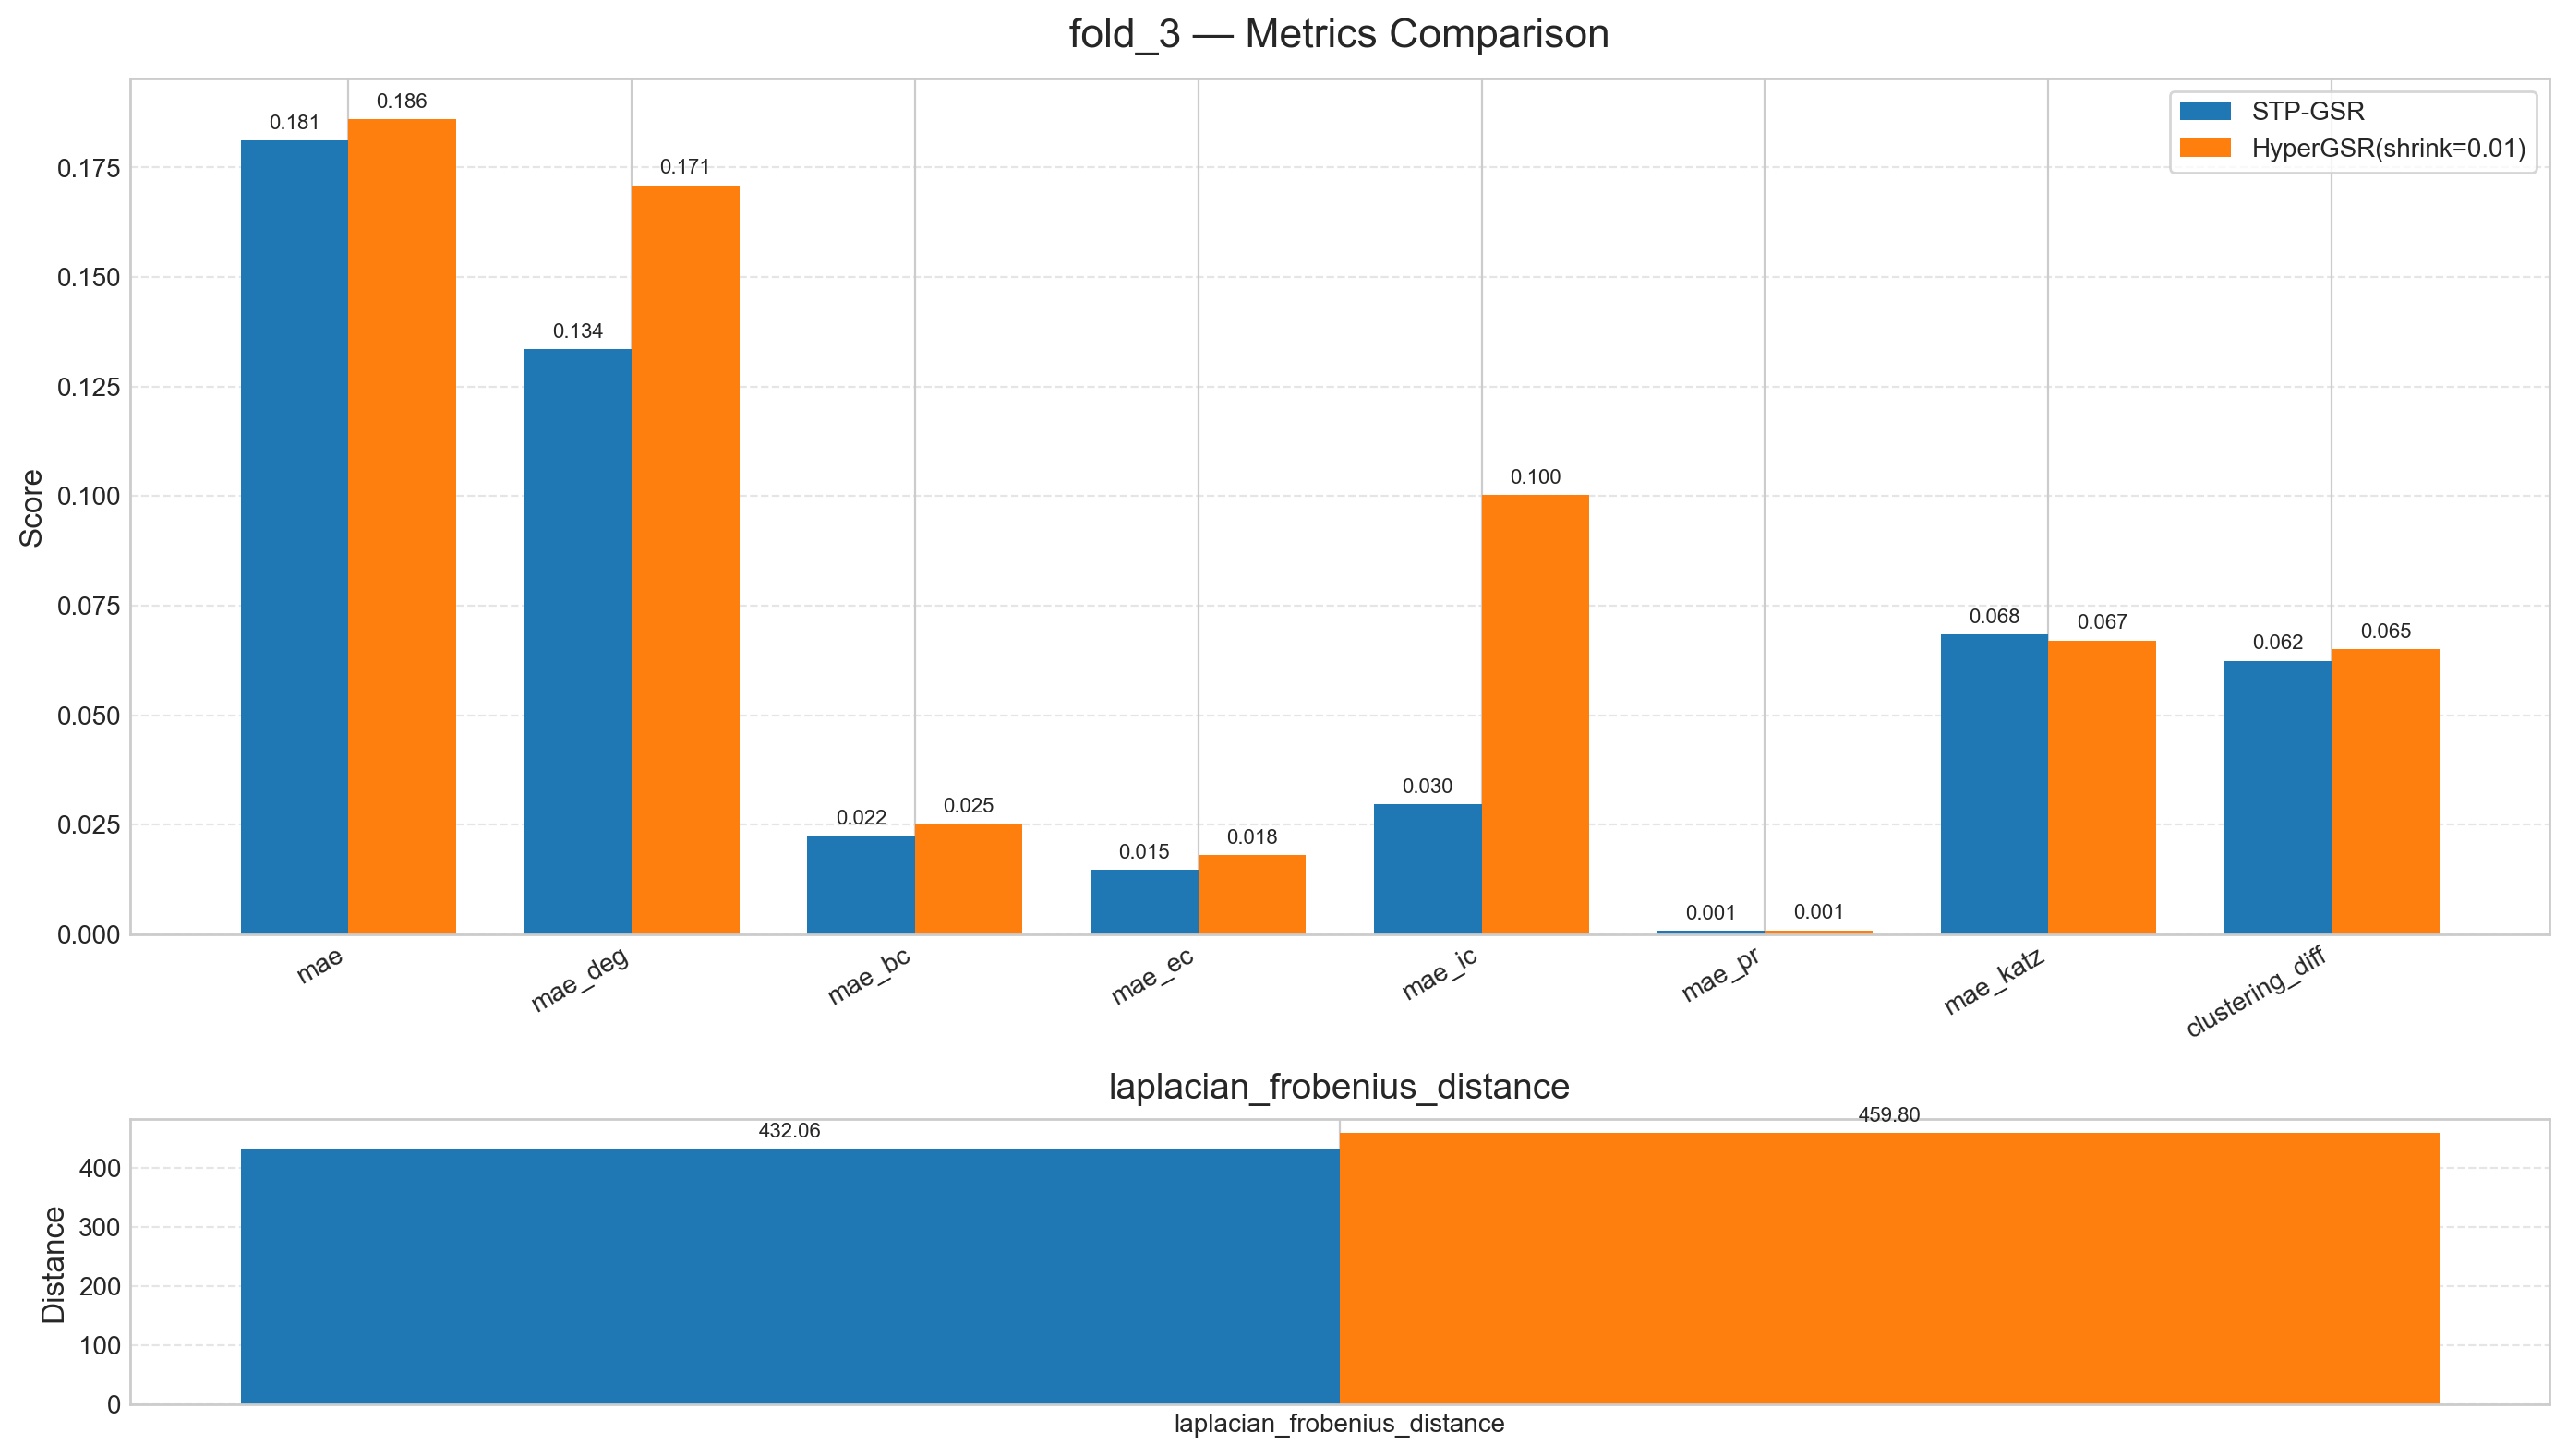 fold_3 — Metrics Comparison
STP-GSR
HyperGSR(shrink=0.01)
Score
0.175
0.150
0.125
0.100
0.075
0.050
0.025
0.000
0.181
0.186
0.134
0.171
0.022
0.025
0.015
0.018
0.030
0.100
0.001
0.001
0.068
0.067
0.062
0.065
mae
mae_deg
mae_bc
mae_ec
mae_ic
mae_pr
mae_katz
clustering_diff
laplacian_frobenius_distance
Distance
400
300
200
100
0
432.06
459.80
laplacian_frobenius_distance